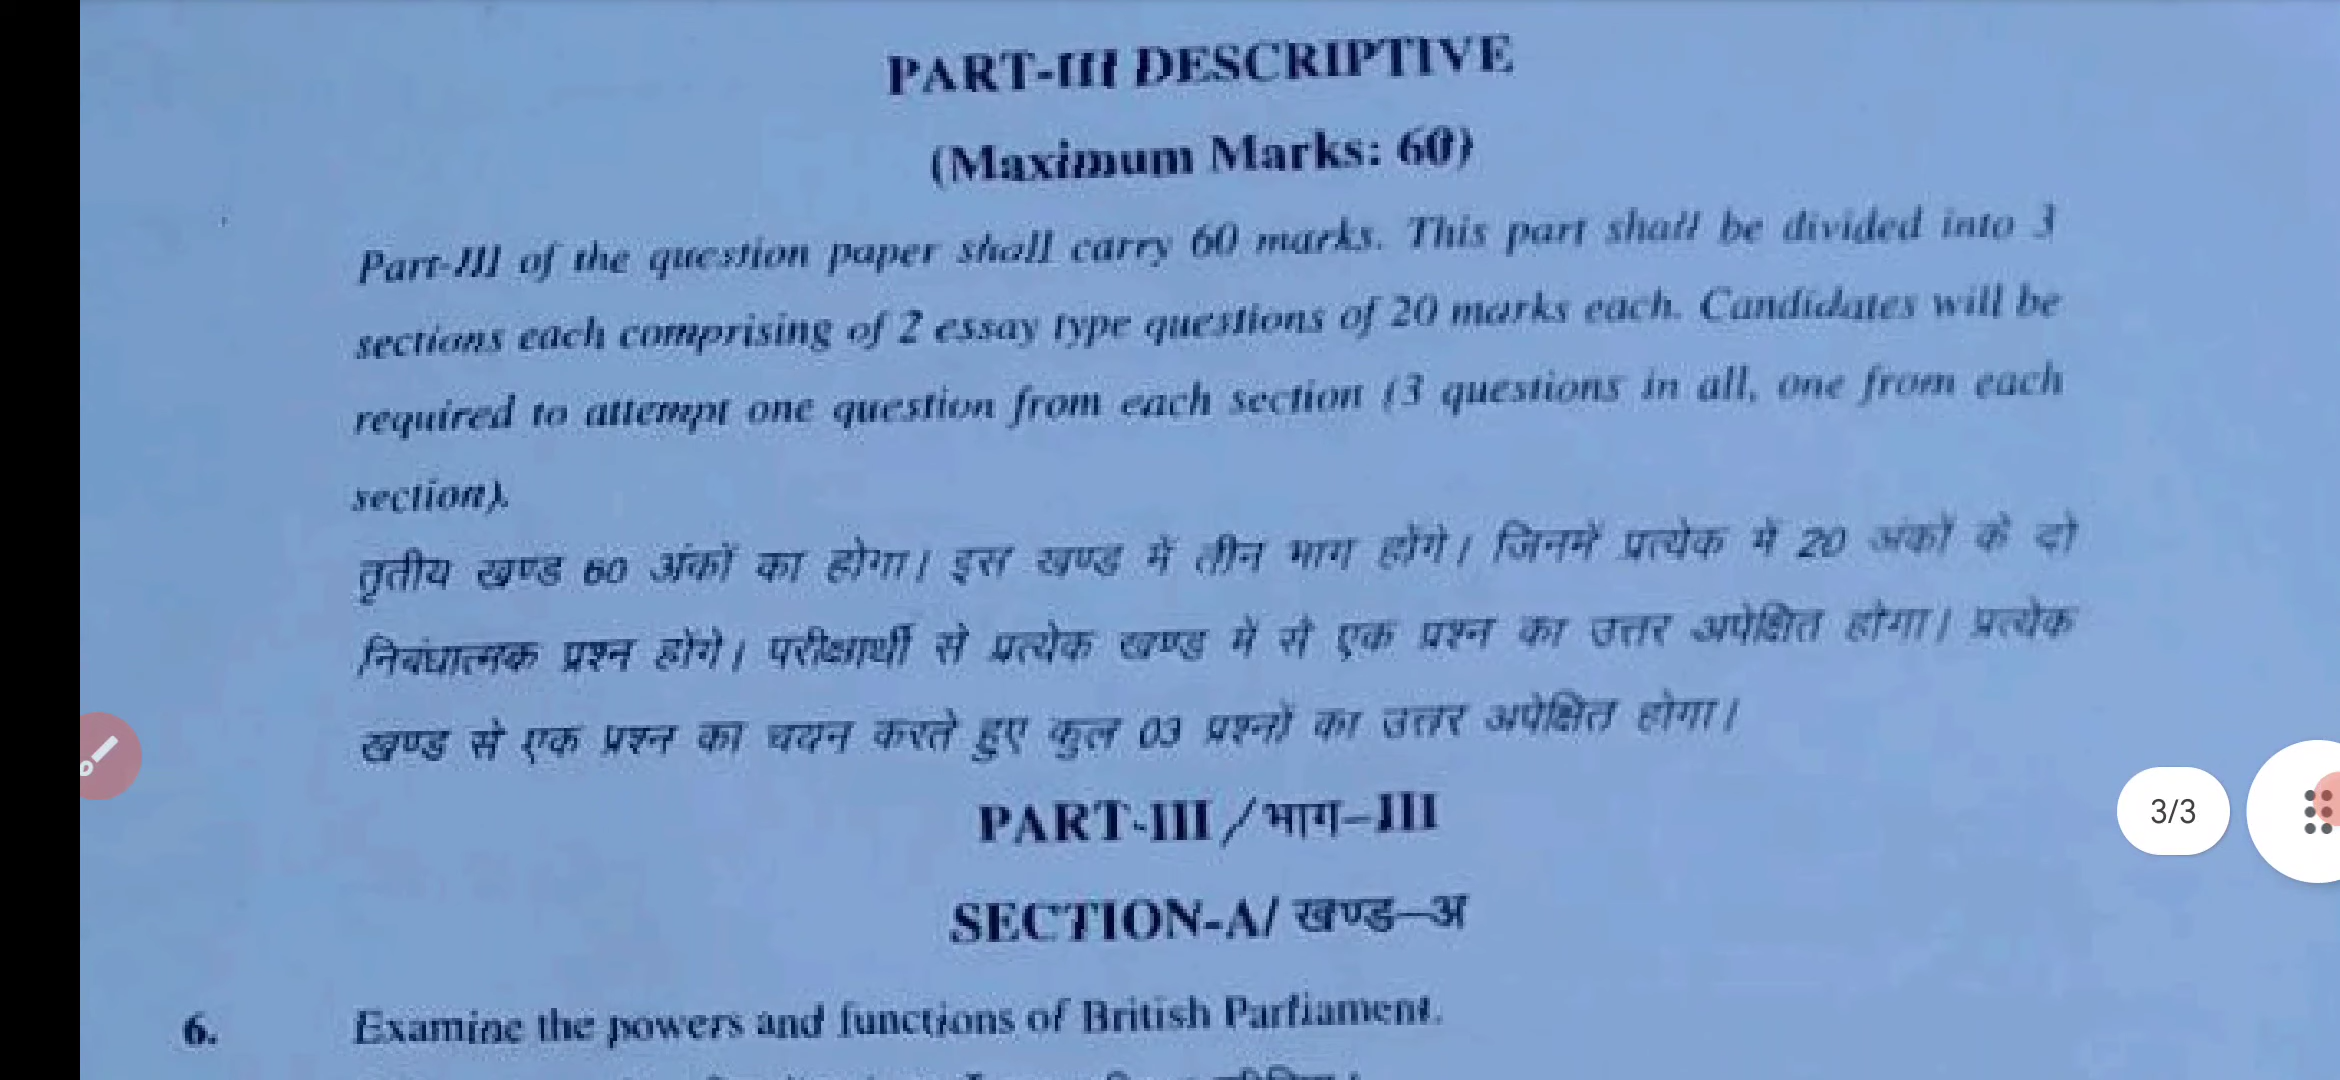 PART-III DESCRIPTIVE
(Maximum Marks: 60)
Part-III of the question paper shall carry 60 marks. This part shall be divided into 3
sections each comprising of 2 essay type questions of 20 marks each. Candidates will be
required to attempt one question from each section (3 questions in all, one from each
section).
तृतीय खण्ड 60 अंकों का होगा। इस खण्ड में तीन भाग होंगे। जिनमें प्रत्येक में 20 अंकों के दो
निबंधात्मक प्रश्न होंगे। परीक्षार्थी से प्रत्येक खण्ड में से एक प्रश्न का उत्तर अपेक्षित होगा। प्रत्येक
खण्ड से एक प्रश्न का चयन करते हुए कुल 03 प्रश्नों का उत्तर अपेक्षित होगा।
PART-III / भाग–III
3/3
SECTION-A/ खण्ड–अ
6. Examine the powers and functions of British Parliament.